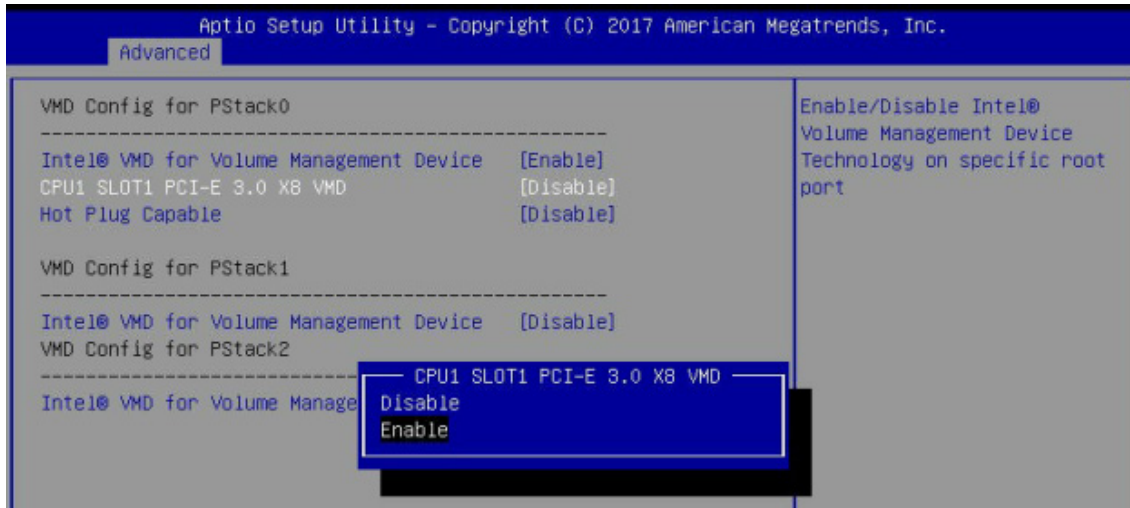 Aptio Setup Utility – Copyright (C) 2017 American Megatrends, Inc.
Advanced
VMD Config for PStack0
Intel® VMD for Volume Management Device [Enable]
CPU1 SLOT1 PCI-E 3.0 X8 VMD [Disable]
Hot Plug Capable [Disable]
VMD Config for PStack1
Intel® VMD for Volume Management Device [Disable]
VMD Config for PStack2
Intel® VMD for Volume Manage
CPU1 SLOT1 PCI-E 3.0 X8 VMD
Disable
Enable
Enable/Disable Intel®
Volume Management Device
Technology on specific root
port